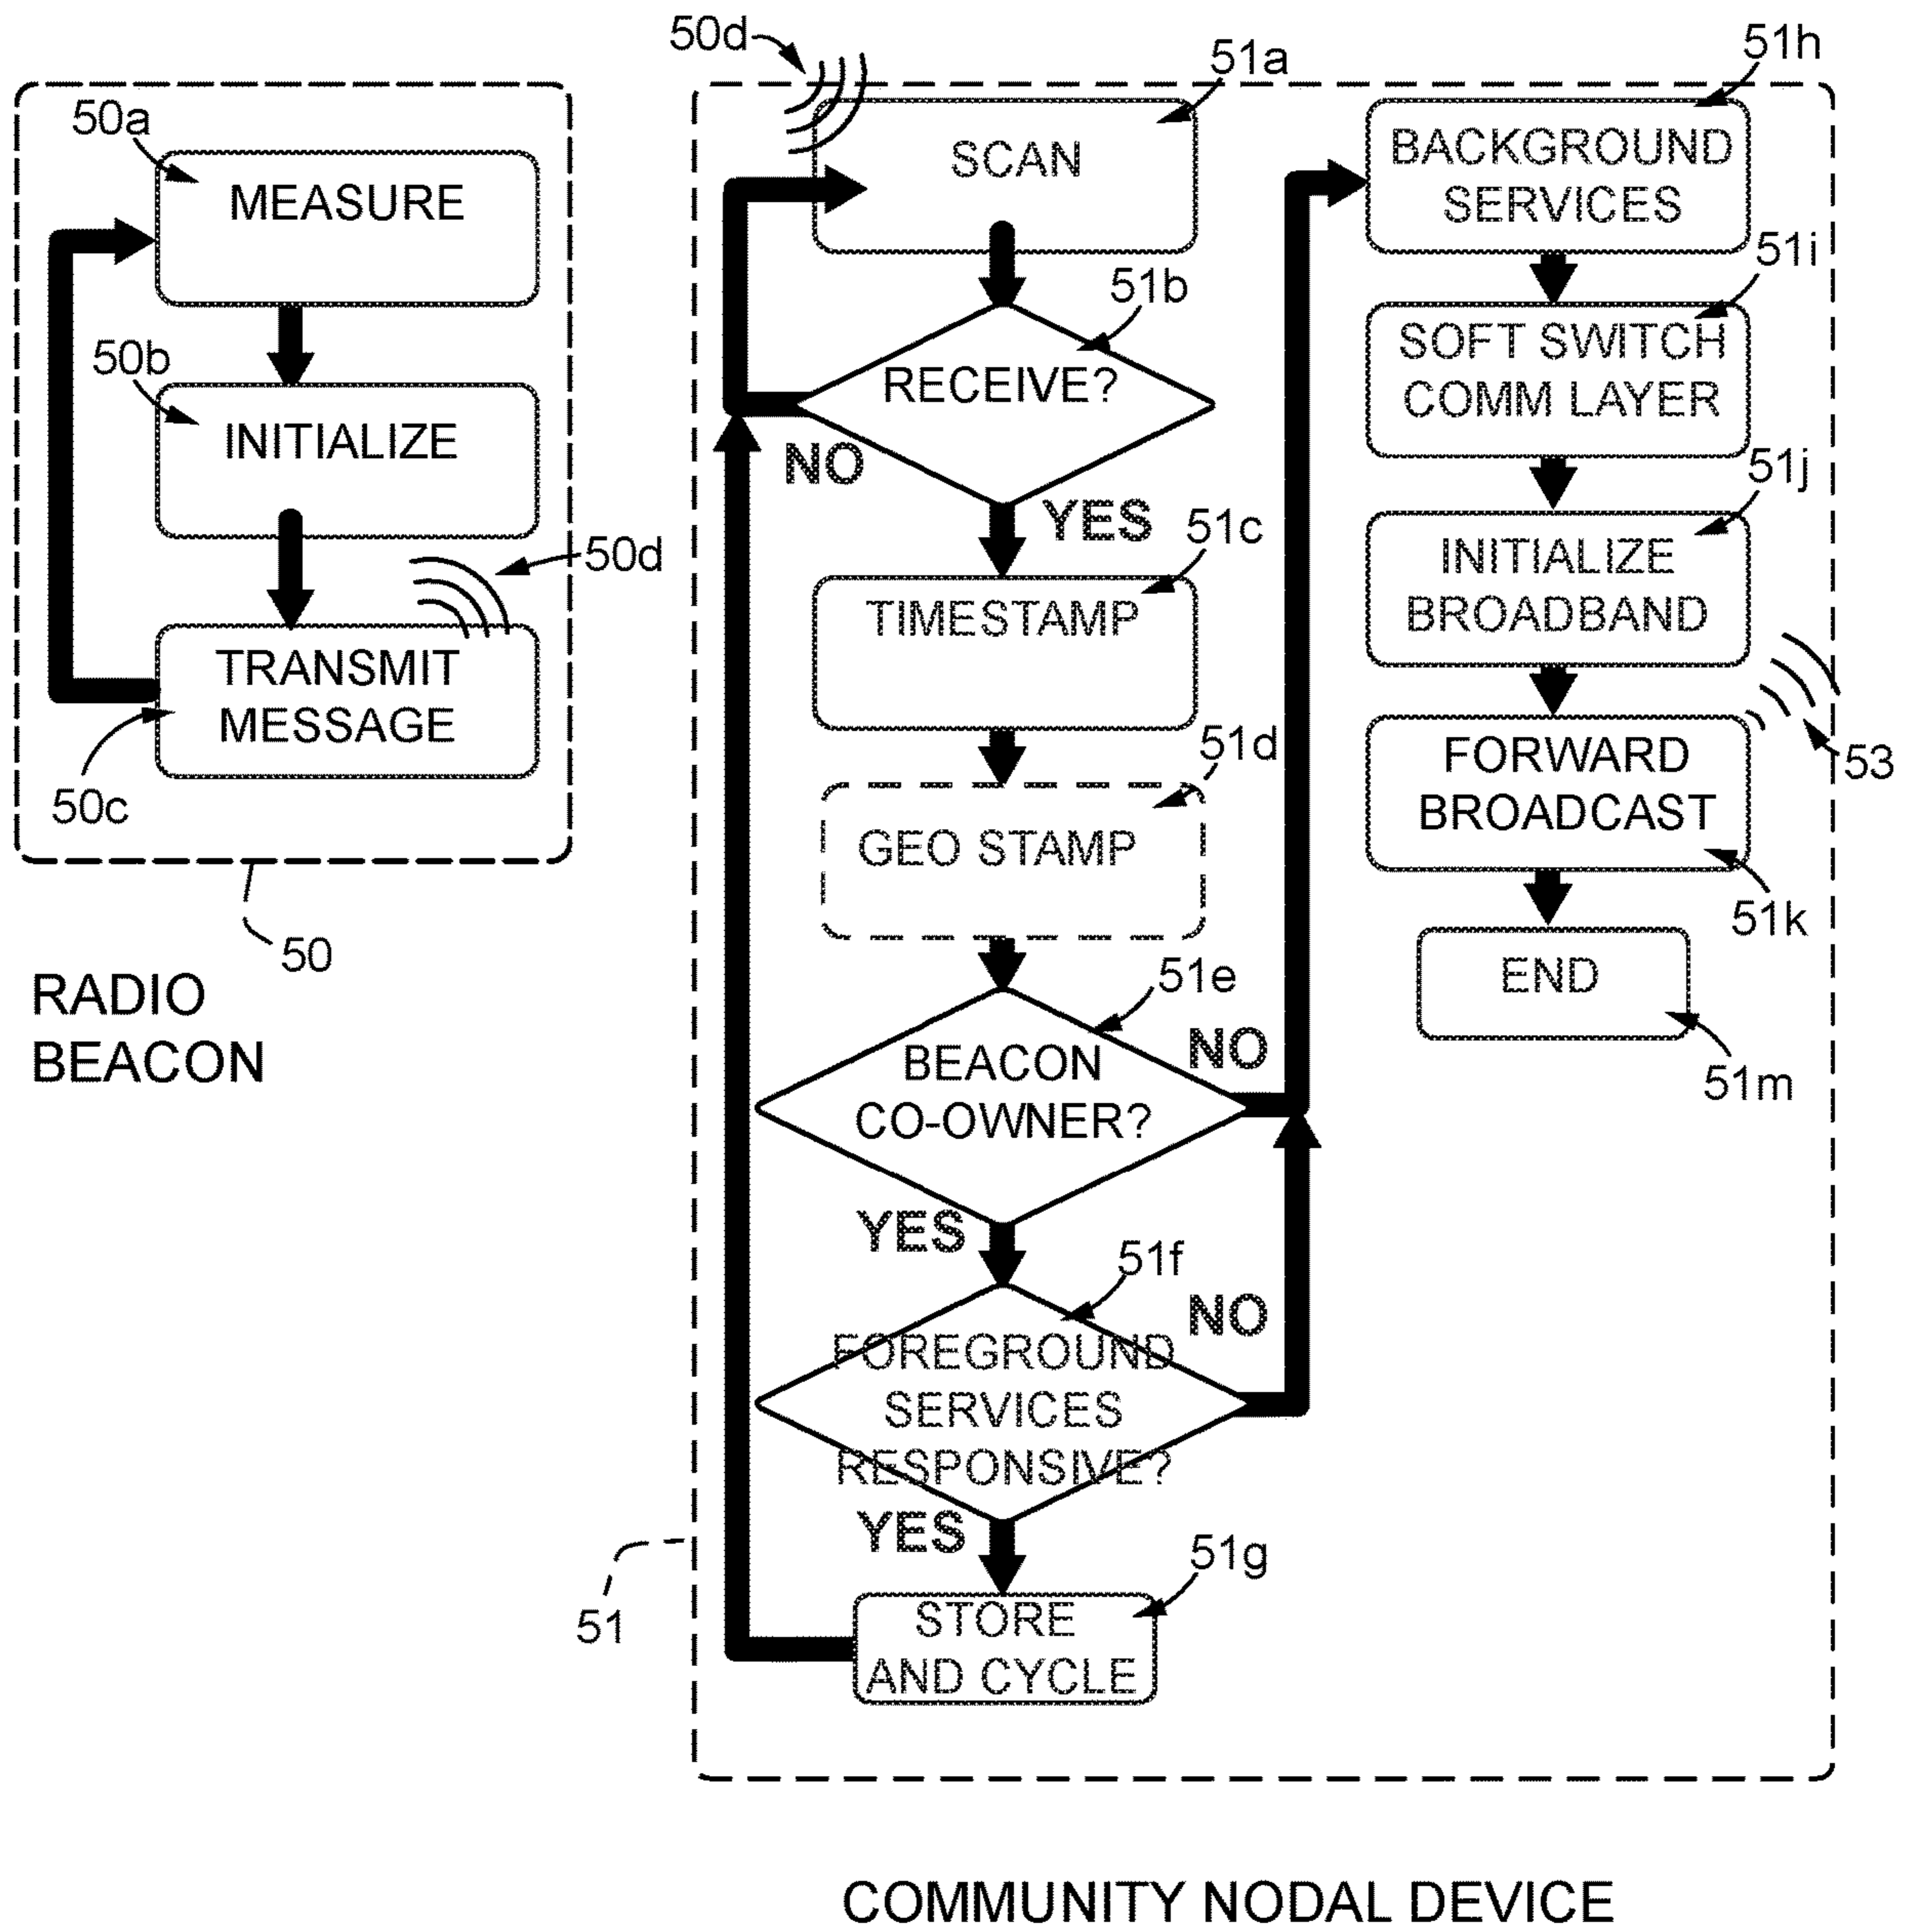 50a
MEASURE
50b
INITIALIZE
50d
TRANSMIT
MESSAGE
50c
50
RADIO
BEACON
50d
51a
SCAN
51b
RECEIVE?
NO
YES
51c
TIMESTAMP
51d
GEO STAMP
51e
BEACON
CO-OWNER?
NO
YES
51f
FOREGROUND
SERVICES
RESPONSIVE?
NO
YES
51g
STORE
AND CYCLE
51
51h
BACKGROUND
SERVICES
51i
SOFT SWITCH
COMM LAYER
51j
INITIALIZE
BROADBAND
53
FORWARD
BROADCAST
51k
END
51m
COMMUNITY NODAL DEVICE